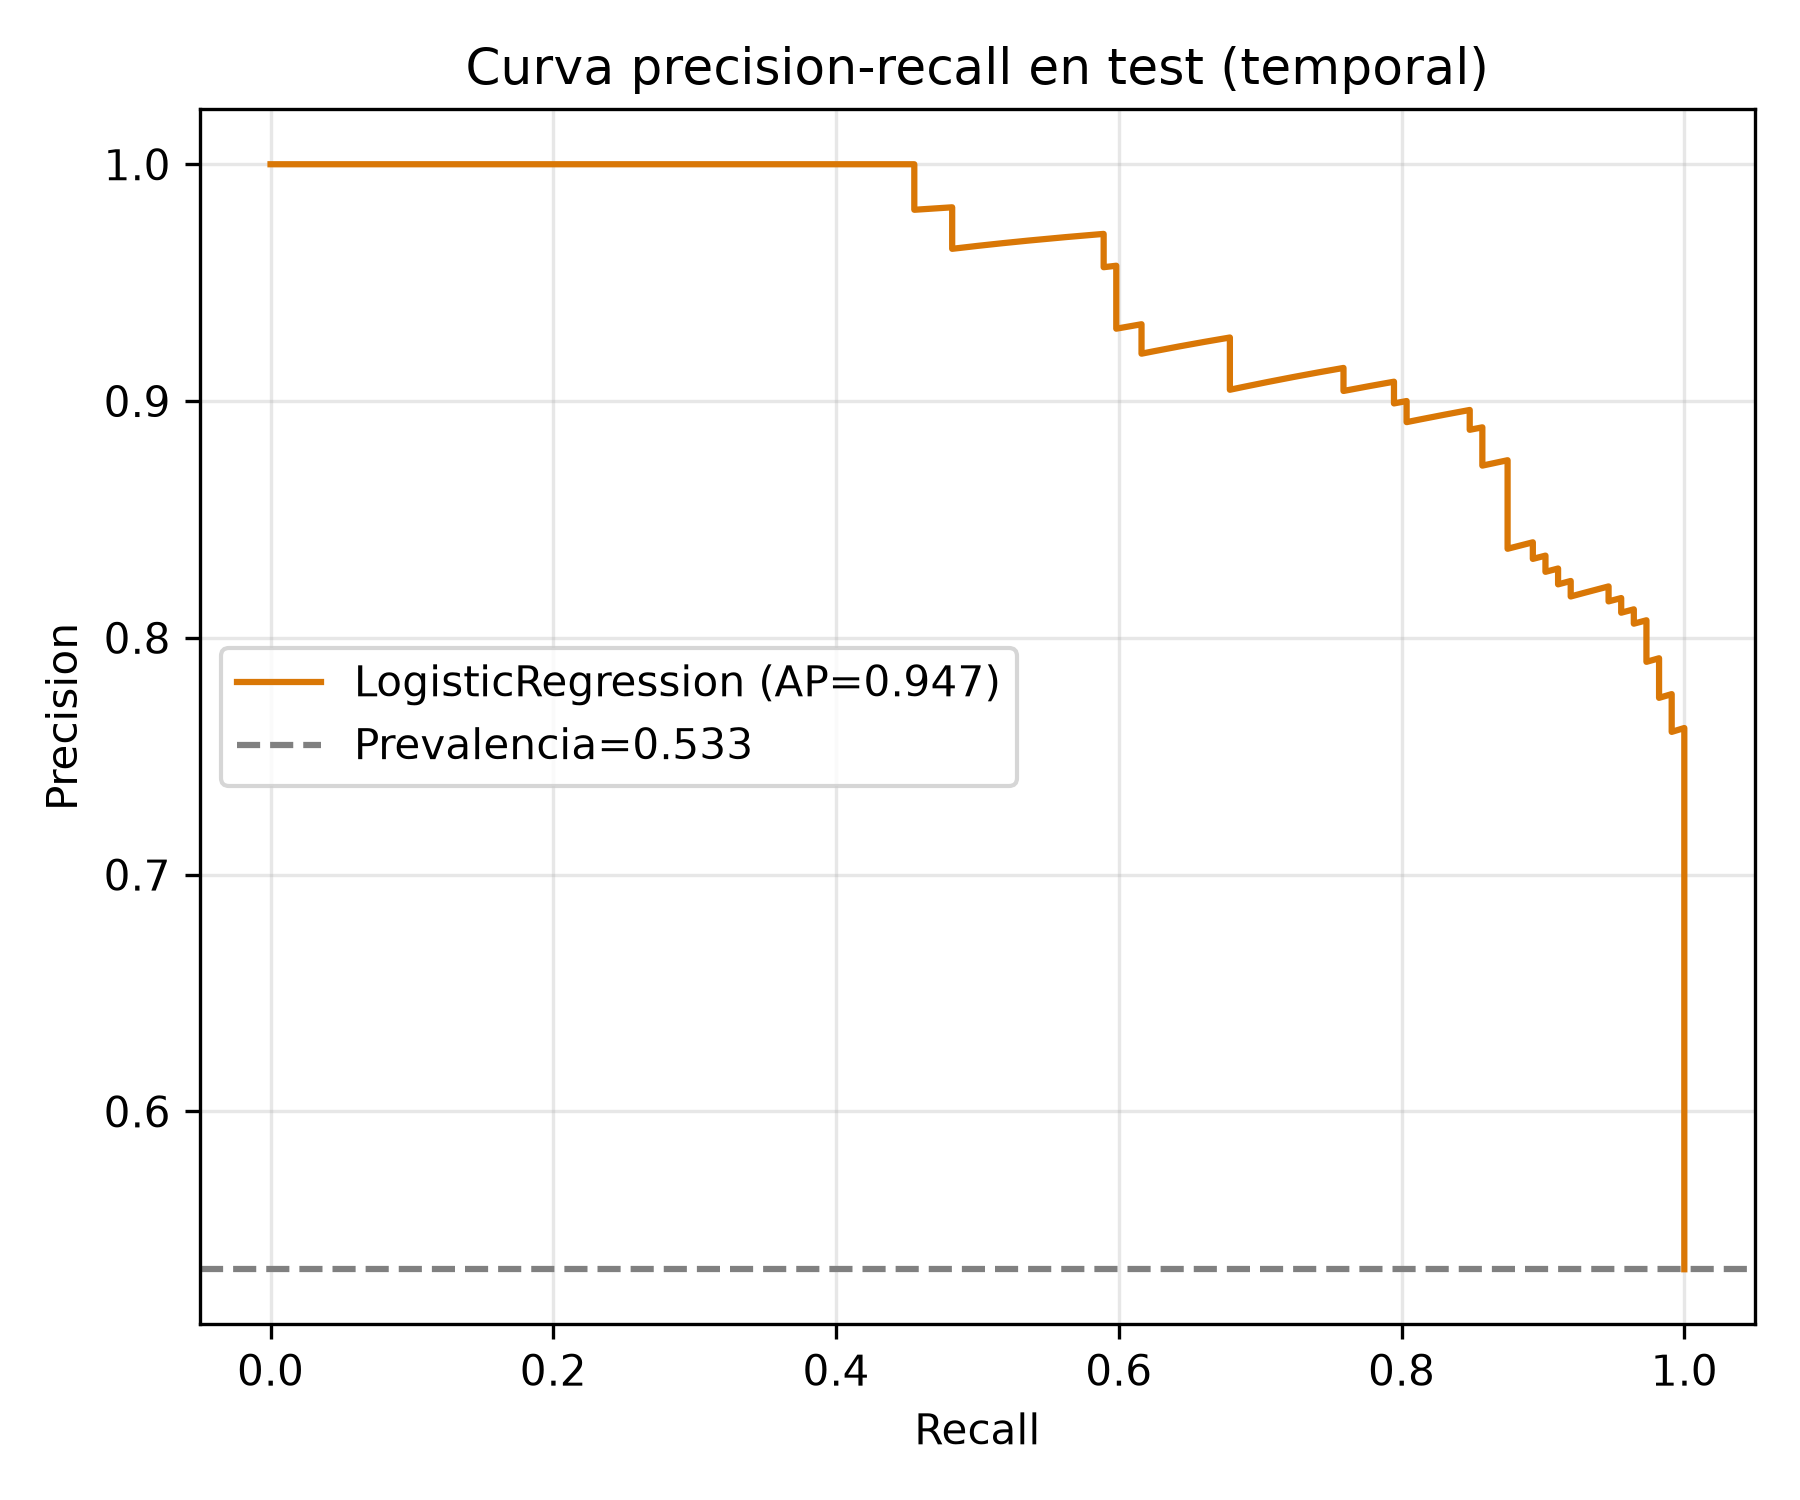 Curva precision-recall en test (temporal)
1.0
0.9
0.8
0.7
0.6
Precision
LogisticRegression (AP=0.947)
Prevalencia=0.533
0.0 0.2 0.4 0.6 0.8 1.0
Recall